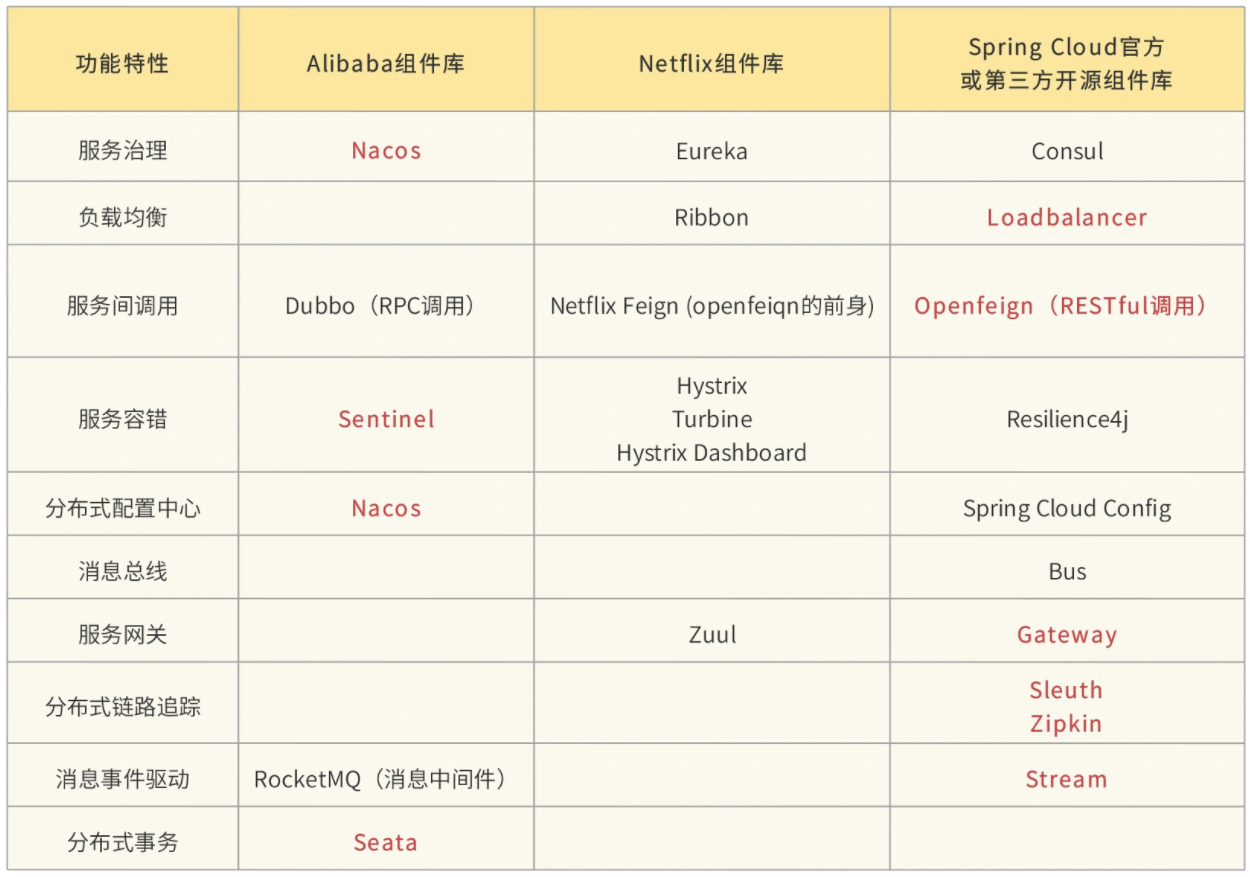 功能特性
Alibaba组件库
Netflix组件库
Spring Cloud官方
或第三方开源组件库
服务治理
Nacos
Eureka
Consul
负载均衡
Ribbon
Loadbalancer
服务间调用
Dubbo（RPC调用）
Netflix Feign (openfeiqn的前身)
Openfeign（RESTful调用）
服务容错
Sentinel
Hystrix
Turbine
Hystrix Dashboard
Resilience4j
分布式配置中心
Nacos
Spring Cloud Config
消息总线
Bus
服务网关
Zuul
Gateway
分布式链路追踪
Sleuth
Zipkin
消息事件驱动
RocketMQ（消息中间件）
Stream
分布式事务
Seata